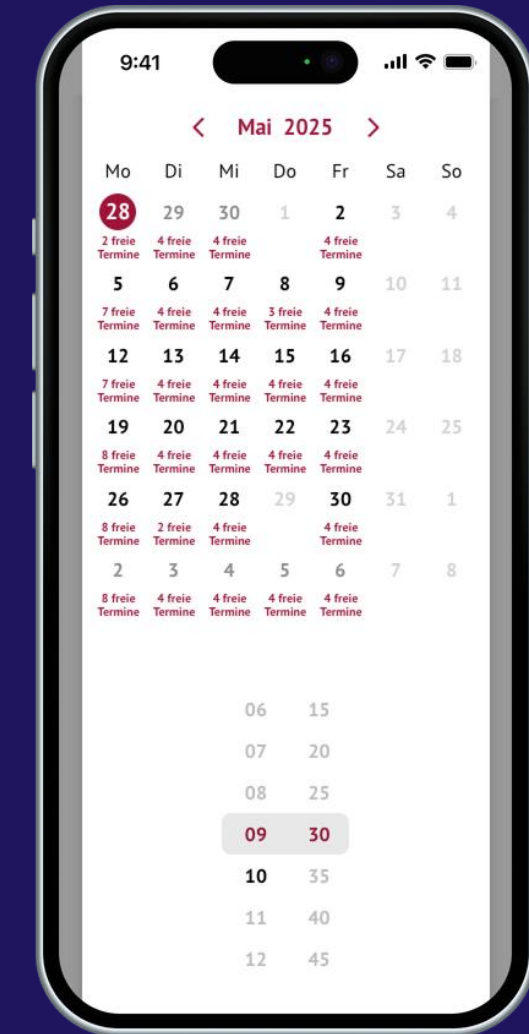 9:41
Mai 2025
Mo Di Mi Do Fr Sa So
28 29 30 1 2 3 4
2 freie 4 freie 4 freie 4 freie
Termine Termine Termine Termine
5 6 7 8 9 10 11
7 freie 4 freie 4 freie 3 freie 4 freie
Termine Termine Termine Termine Termine
12 13 14 15 16 17 18
7 freie 4 freie 4 freie 4 freie 4 freie
Termine Termine Termine Termine Termine
19 20 21 22 23 24 25
8 freie 4 freie 4 freie 4 freie 4 freie
Termine Termine Termine Termine Termine
26 27 28 29 30 31 1
8 freie 2 freie 4 freie 4 freie
Termine Termine Termine Termine
2 3 4 5 6 7 8
8 freie 4 freie 4 freie 4 freie 4 freie
Termine Termine Termine Termine Termine
06 15
07 20
08 25
09 30
10 35
11 40
12 45